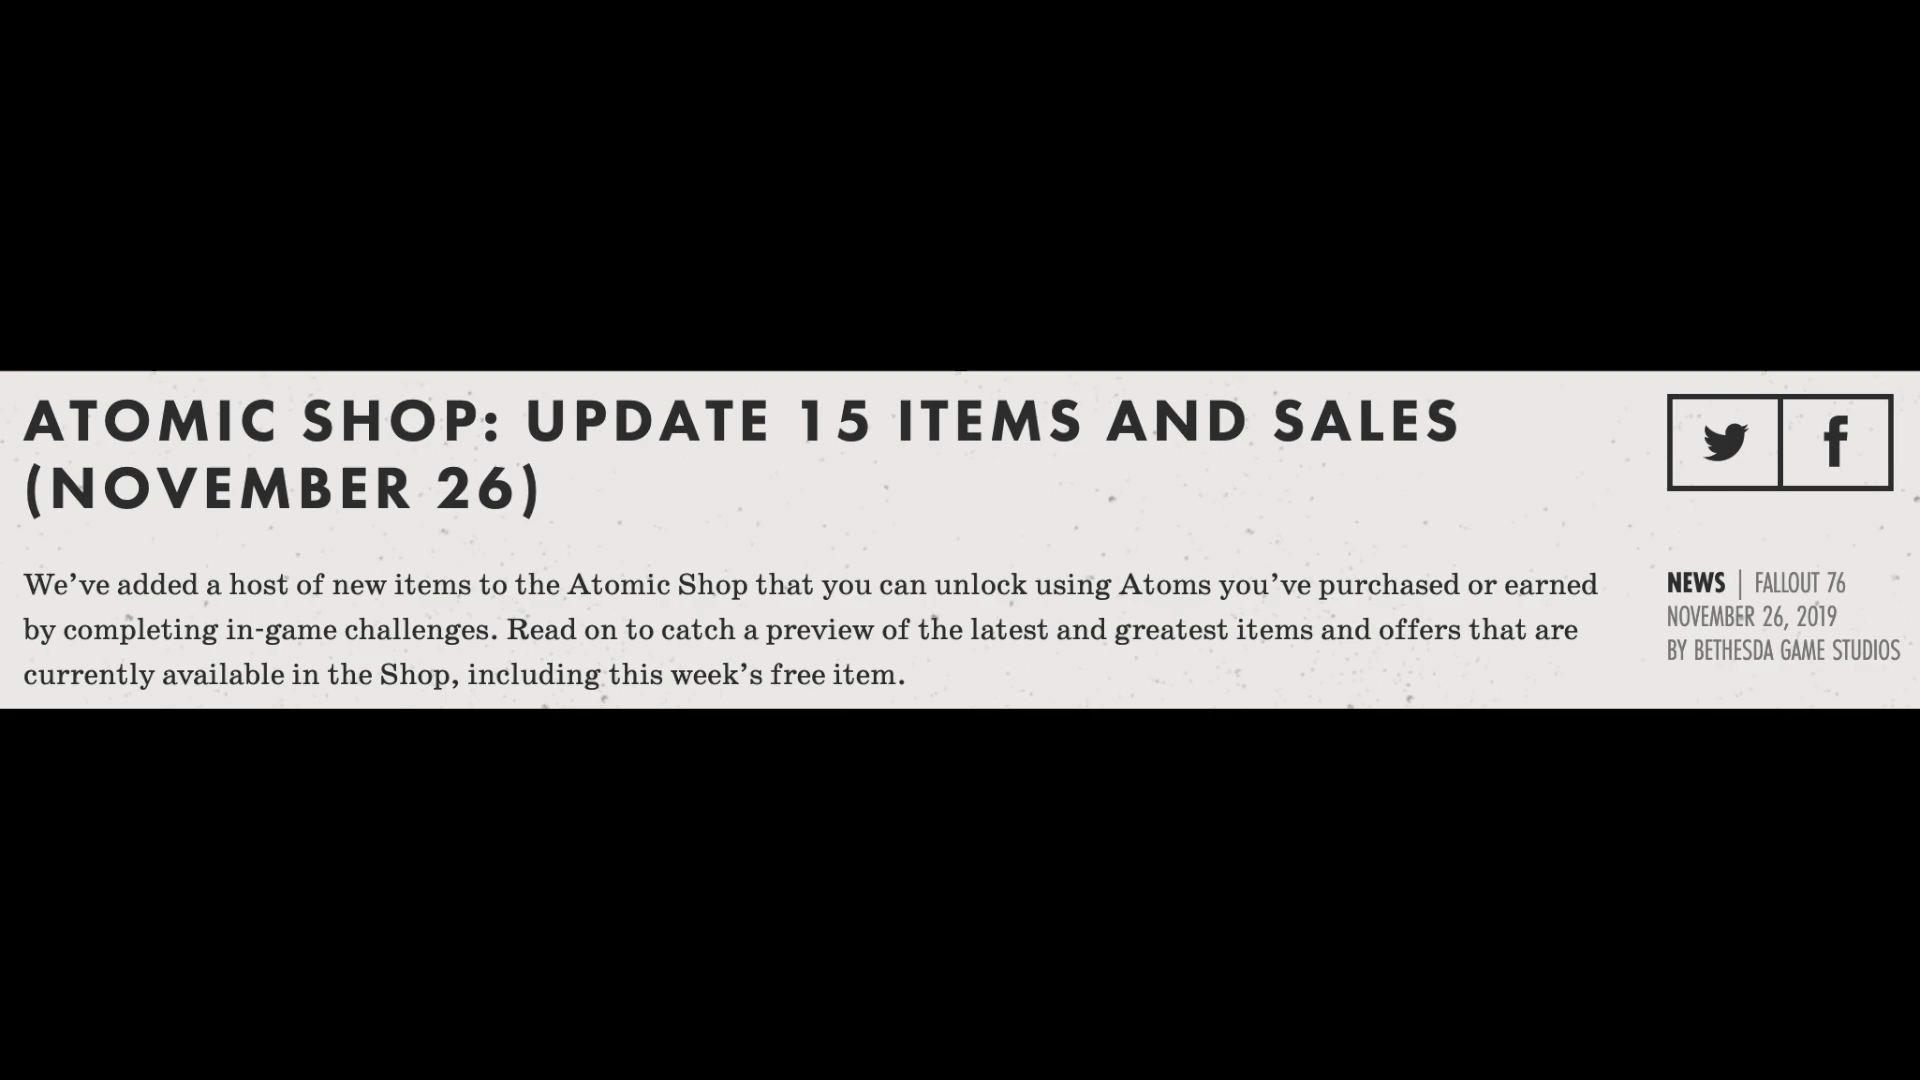 ATOMIC SHOP: UPDATE 15 ITEMS AND SALES
(NOVEMBER 26)
We’ve added a host of new items to the Atomic Shop that you can unlock using Atoms you’ve purchased or earned
by completing in-game challenges. Read on to catch a preview of the latest and greatest items and offers that are
currently available in the Shop, including this week’s free item.
NEWS | FALLOUT 76
NOVEMBER 26, 2019
BY BETHESDA GAME STUDIOS